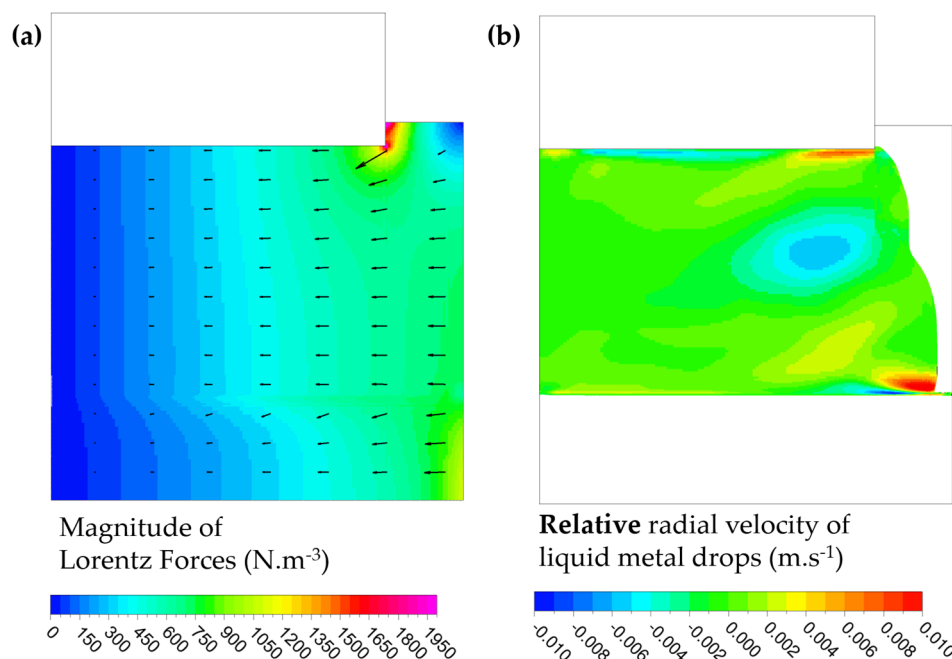 (a)
(b)
Magnitude of
Lorentz Forces (N.m-3)
0 150 450 600 750 900 1050 1200 1300 1500 1650 1800 1950
Relative radial velocity of
liquid metal drops (m.s-1)
-0.010 -0.008 -0.006 -0.004 -0.002 0.000 0.002 0.004 0.006 0.008 0.010